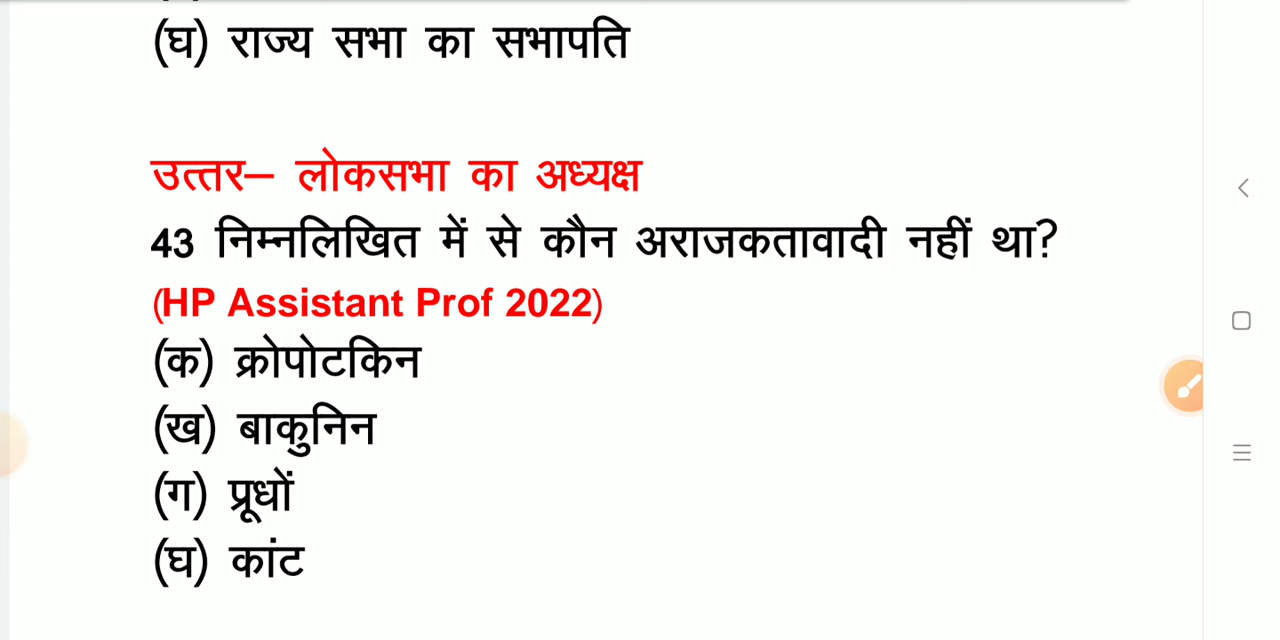 (घ) राज्य सभा का सभापति
उत्तर– लोकसभा का अध्यक्ष
43 निम्नलिखित में से कौन अराजकतावादी नहीं था?
(HP Assistant Prof 2022)
(क) क्रोपोटकिन
(ख) बाकुनिन
(ग) प्रूधों
(घ) कांट